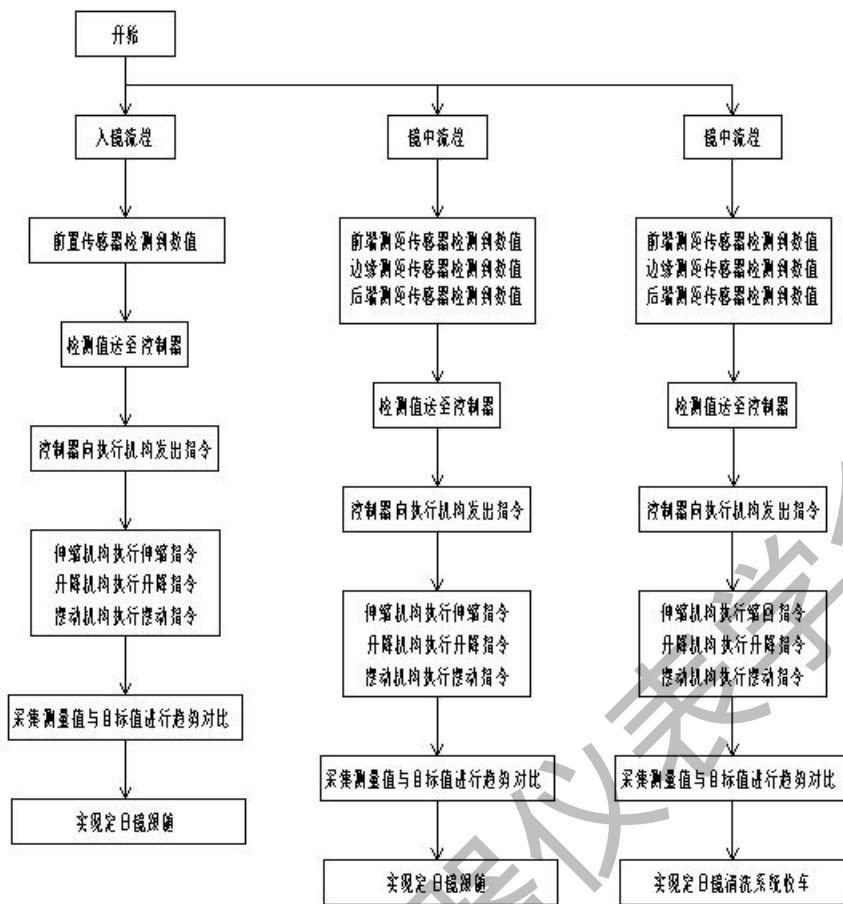 开始
入镜流程
前置传感器检测到数值
检测值送至控制器
控制器向执行机构发出指令
伸缩机构执行伸缩指令
升降机构执行升降指令
摆动机构执行摆动指令
采集测量值与目标值进行趋势对比
实现定日镜跟随
镜中流程
前端测距传感器检测到数值
边缘测距传感器检测到数值
后端测距传感器检测到数值
检测值送至控制器
控制器向执行机构发出指令
伸缩机构执行伸缩指令
升降机构执行升降指令
摆动机构执行摆动指令
采集测量值与目标值进行趋势对比
实现定日镜跟随
镜中流程
前端测距传感器检测到数值
边缘测距传感器检测到数值
后端测距传感器检测到数值
检测值送至控制器
控制器向执行机构发出指令
伸缩机构执行缩回指令
升降机构执行升降指令
摆动机构执行摆动指令
采集测量值与目标值进行趋势对比
实现定日镜清洗系统收车
器仪表学